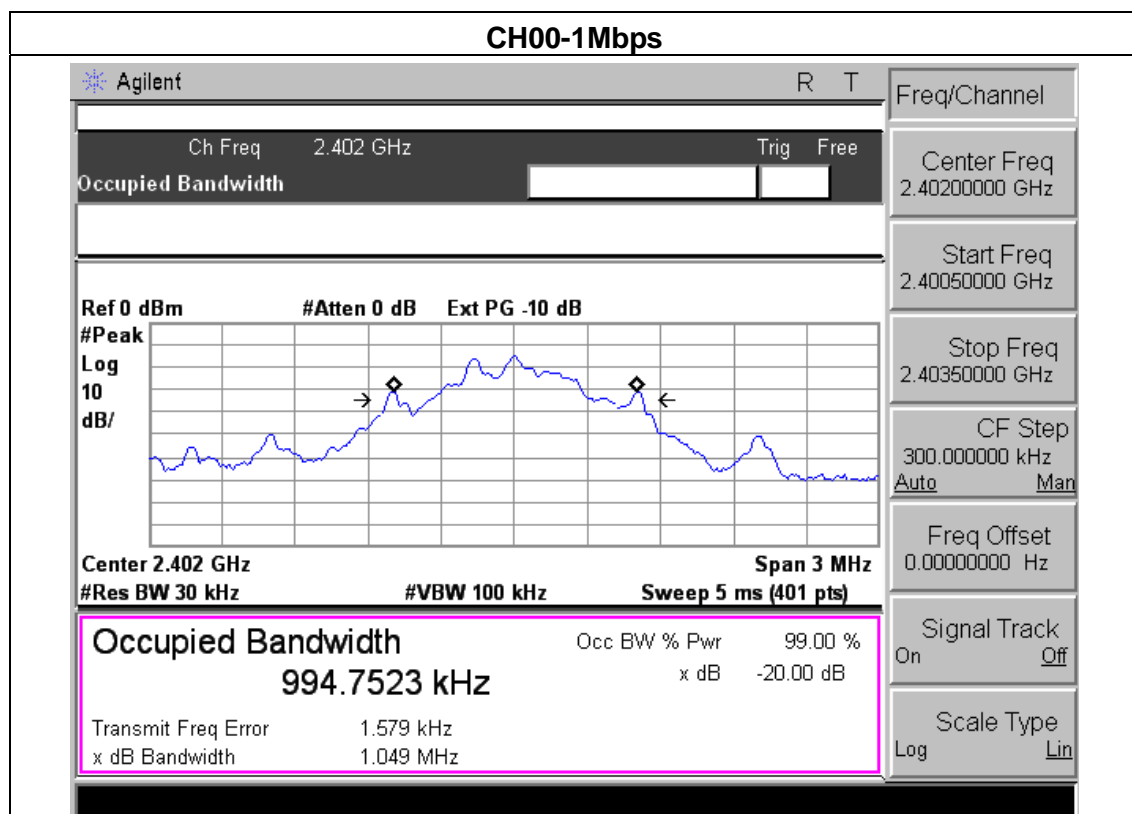 CH00-1Mbps
Agilent R T
Ch Freq 2.402 GHz Trig Free
Occupied Bandwidth
Ref 0 dBm #Atten 0 dB Ext PG -10 dB
#Peak
Log
10
dB/
Center 2.402 GHz Span 3 MHz
#Res BW 30 kHz #VBW 100 kHz Sweep 5 ms (401 pts)
Occupied Bandwidth Occ BW % Pwr 99.00 %
994.7523 kHz x dB -20.00 dB
Transmit Freq Error 1.579 kHz
x dB Bandwidth 1.049 MHz
Freq/Channel
Center Freq
2.40200000 GHz
Start Freq
2.40050000 GHz
Stop Freq
2.40350000 GHz
CF Step
300.000000 kHz
Auto Man
Freq Offset
0.00000000 Hz
Signal Track
On Off
Scale Type
Log Lin